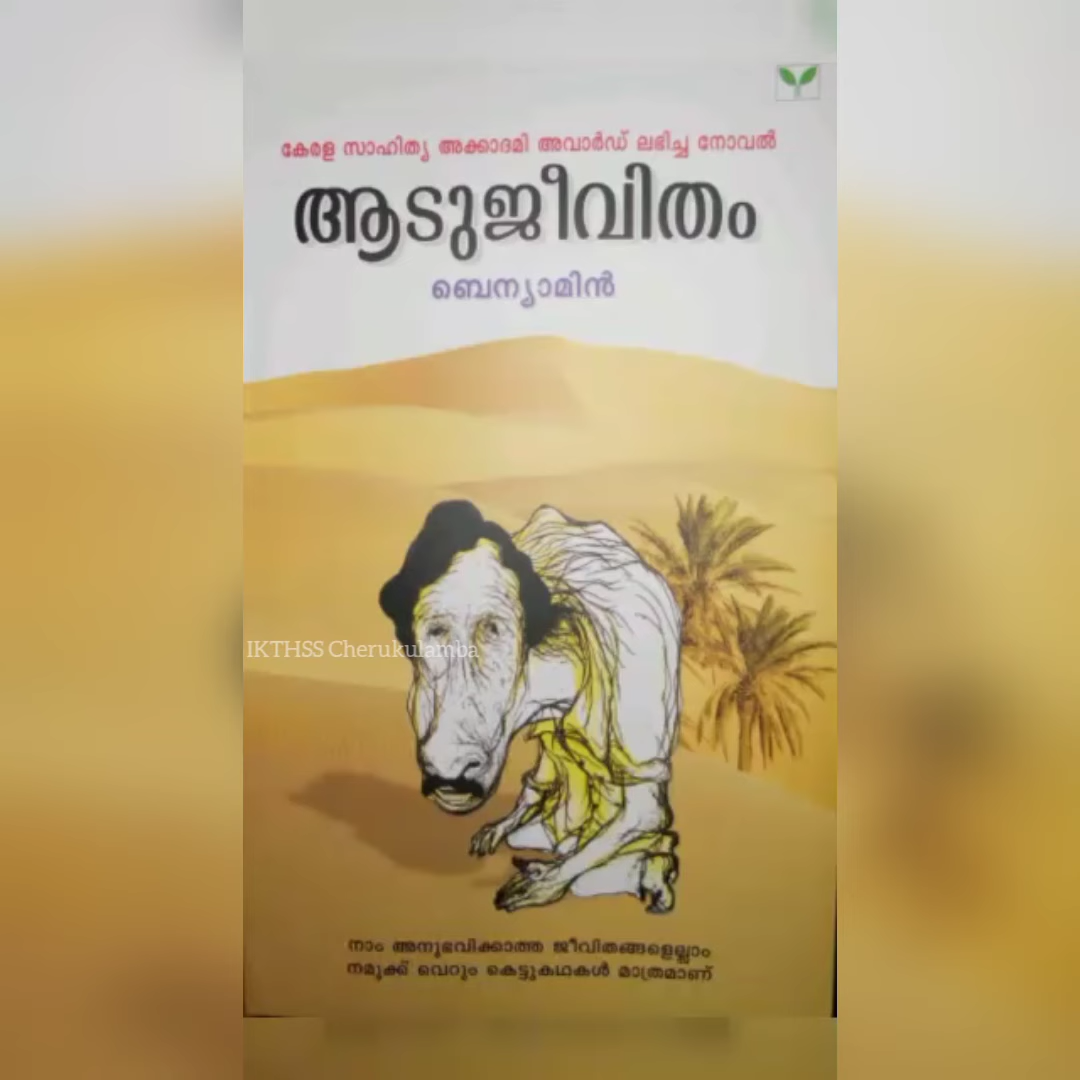 കേരള സാഹിത്യ അക്കാദമി അവാർഡ് ലഭിച്ച നോവൽ
ആടുജീവിതം
ബെന്യാമിൻ
IKTHSS Cherukulamba
നാം അനുഭവിക്കാത്ത ജീവിതങ്ങളെല്ലാം
നമുക്ക് വെറും കെട്ടുകഥകൾ മാത്രമാണ്